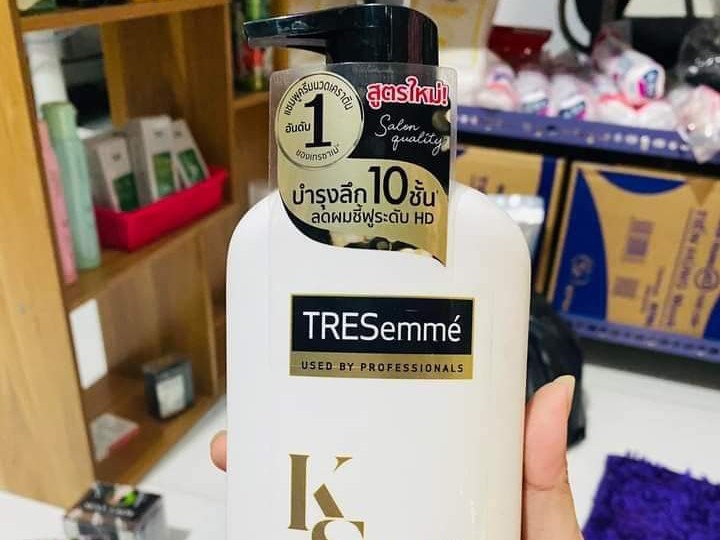 แชมพูครีมนวดเคราติน
อันดับ 1
ของเทรซาเม่
สูตรใหม่!
Salon
quality
บำรุงลึก 10 ชั้น
ลดผมชี้ฟูระดับ HD
TRESemmé
USED BY PROFESSIONALS
K
S